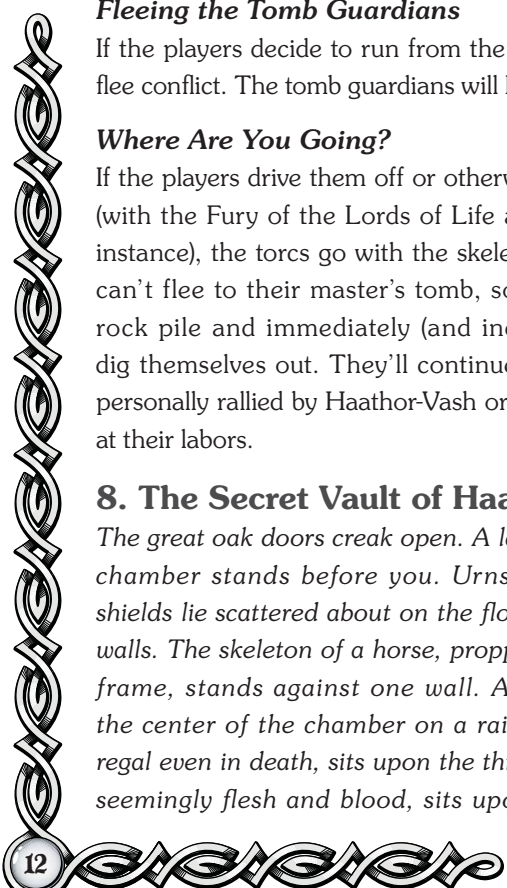 Fleeing the Tomb Guardians
If the players decide to run from the
flee conflict. The tomb guardians will
Where Are You Going?
If the players drive them off or otherw
(with the Fury of the Lords of Life
instance), the torcs go with the skele
can't flee to their master's tomb, so
rock pile and immediately (and in
dig themselves out. They'll continue
personally rallied by Haathor-Vash or
at their labors.
8. The Secret Vault of Haa
The great oak doors creak open. A l
chamber stands before you. Urns
shields lie scattered about on the flo
walls. The skeleton of a horse, propp
frame, stands against one wall. A
the center of the chamber on a rai
regal even in death, sits upon the th
seemingly flesh and blood, sits upo
12